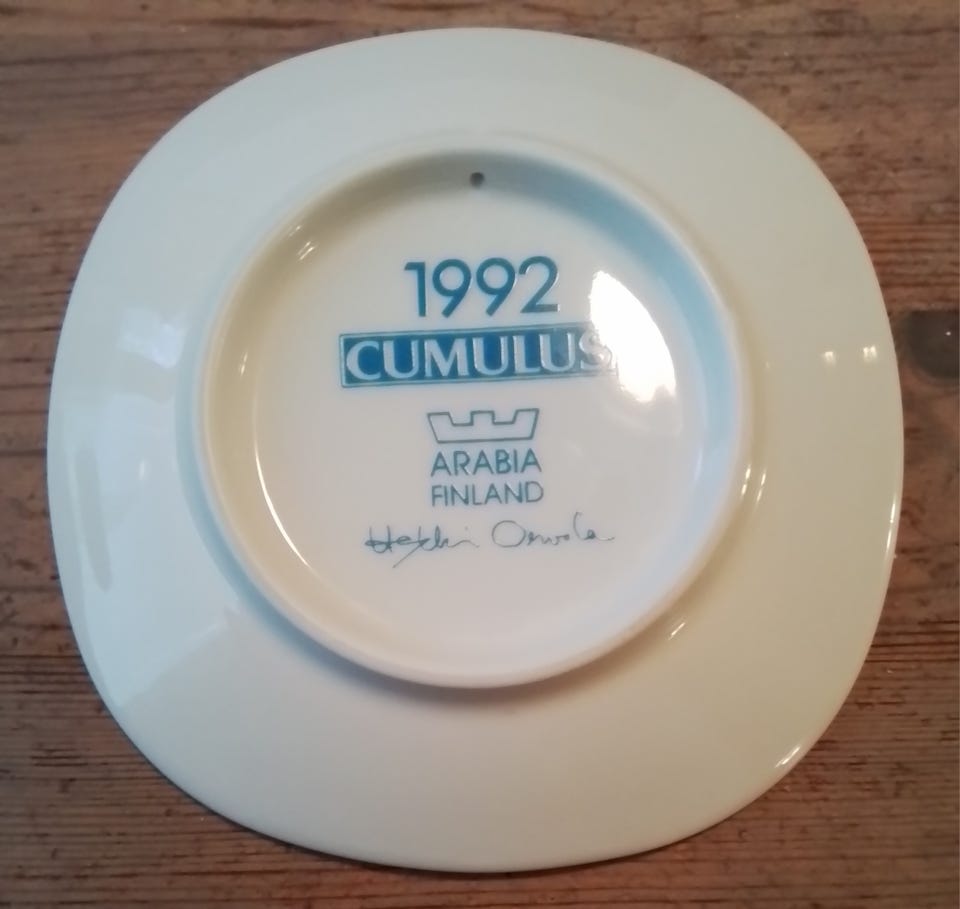 1992
CUMULUS
ARABIA
FINLAND
Heikki Orvola